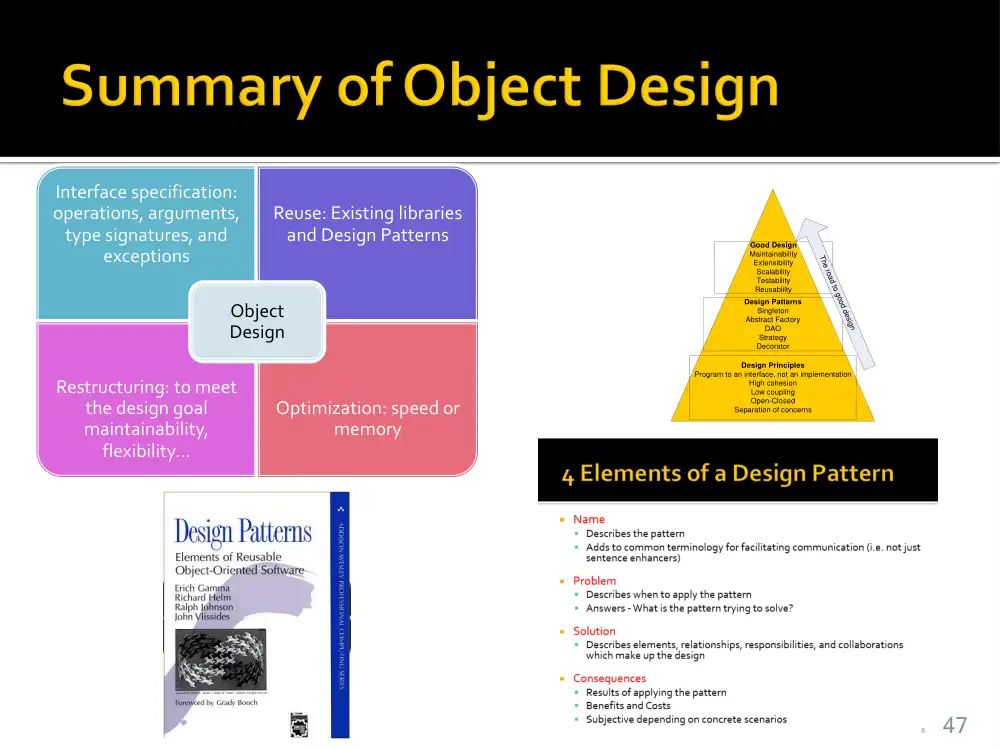 Summary of Object Design
Interface specification:
operations, arguments,
type signatures, and
exceptions
Reuse: Existing libraries
and Design Patterns
Object
Design
Restructuring: to meet
the design goal
maintainability,
flexibility...
Optimization: speed or
memory
Good Design
Maintainability
Extensibility
Scalability
Testability
Reusability
The road to good design
Design Patterns
Singleton
Abstract Factory
DAO
Strategy
Decorator
Design Principles
Program to an interface, not an implementation
High cohesion
Low coupling
Open-Closed
Separation of concerns
Design Patterns
Elements of Reusable
Object-Oriented Software
Erich Gamma
Richard Helm
Ralph Johnson
John Vlissides
Foreword by Grady Booch
ADDISON-WESLEY PROFESSIONAL COMPUTING SERIES
4 Elements of a Design Pattern
Name
Describes the pattern
Adds to common terminology for facilitating communication (i.e. not just
sentence enhancers)
Problem
Describes when to apply the pattern
Answers - What is the pattern trying to solve?
Solution
Describes elements, relationships, responsibilities, and collaborations
which make up the design
Consequences
Results of applying the pattern
Benefits and Costs
Subjective depending on concrete scenarios
47